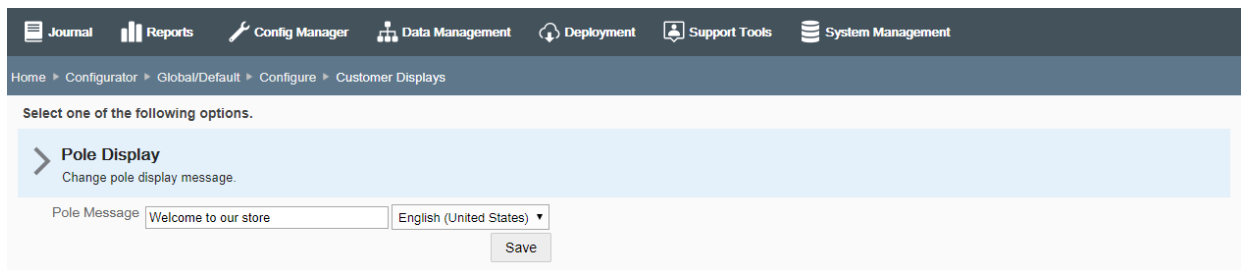 Journal Reports Config Manager Data Management Deployment Support Tools System Management
Home Configurator Global/Default Configure Customer Displays
Select one of the following options.
Pole Display
Change pole display message.
Pole Message Welcome to our store English (United States)
Save